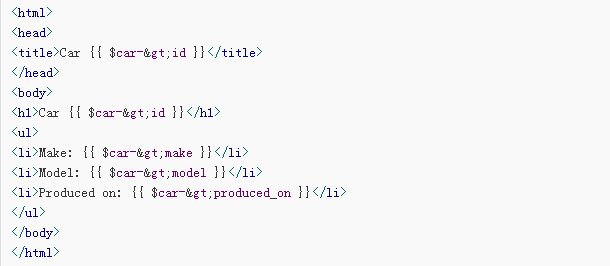 <html>
<head>
<title>Car {{ $car-&gt;id }}</title>
</head>
<body>
<h1>Car {{ $car-&gt;id }}</h1>
<ul>
<li>Make: {{ $car-&gt;make }}</li>
<li>Model: {{ $car-&gt;model }}</li>
<li>Produced on: {{ $car-&gt;produced_on }}</li>
</ul>
</body>
</html>